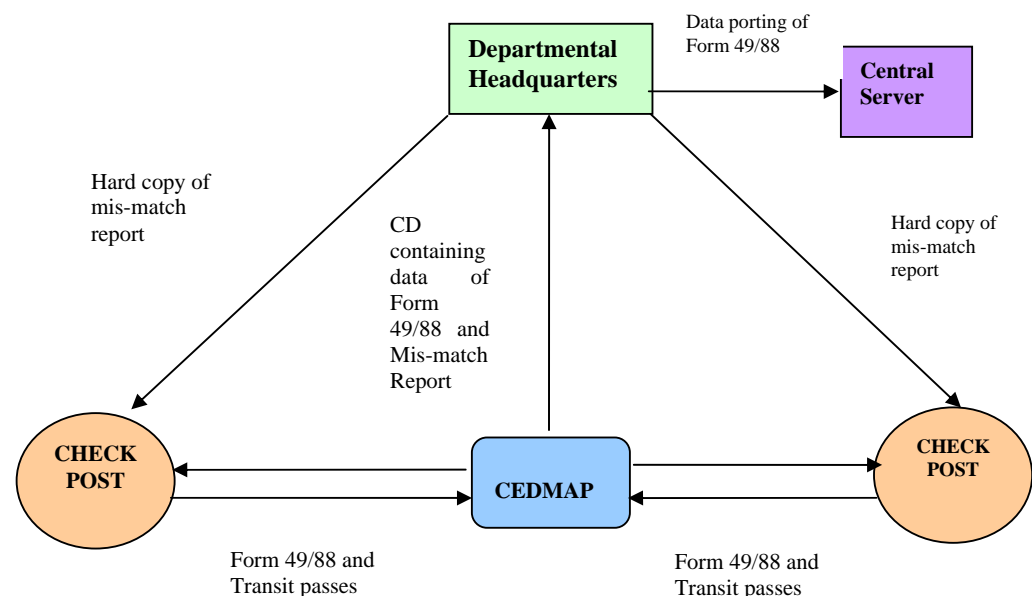 Data porting of
Form 49/88
Departmental
Headquarters
Central
Server
Hard copy of
mis-match
report
CD
containing
data of
Form
49/88 and
Mis-match
Report
Hard copy of
mis-match
report
CHECK
POST
CEDMAP
CHECK
POST
Form 49/88 and
Transit passes
Form 49/88 and
Transit passes